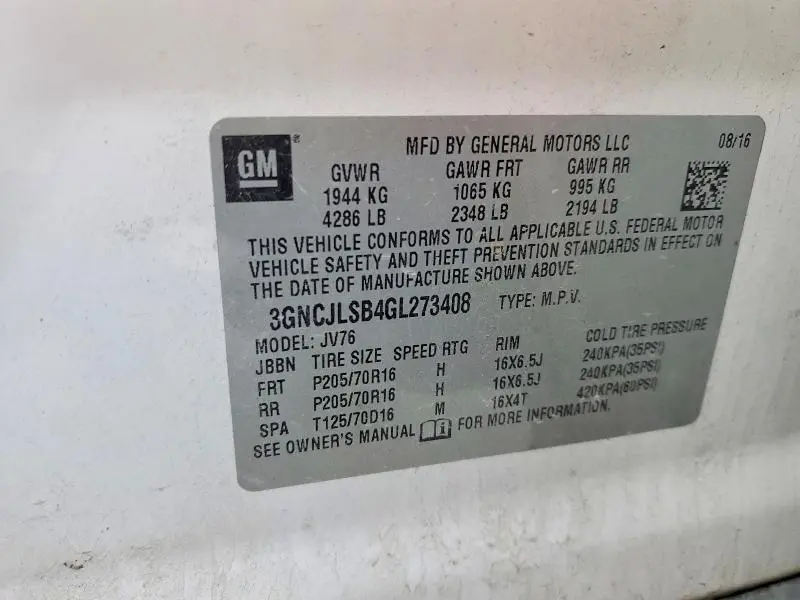 GM® MFD BY GENERAL MOTORS LLC 08/16
GVWR GAWR FRT GAWR RR
1944 KG 1065 KG 995 KG
4286 LB 2348 LB 2194 LB
THIS VEHICLE CONFORMS TO ALL APPLICABLE U.S. FEDERAL MOTOR
VEHICLE SAFETY AND THEFT PREVENTION STANDARDS IN EFFECT ON
THE DATE OF MANUFACTURE SHOWN ABOVE.
3GNCJLSB4GL273408 TYPE: M.P.V.
MODEL: JV76
JBBN TIRE SIZE SPEED RTG RIM COLD TIRE PRESSURE
FRT P205/70R16 H 16X6.5J 240KPA(35PSI)
RR P205/70R16 H 16X6.5J 240KPA(35PSI)
SPA T125/70D16 M 16X4T 420KPA(60PSI)
SEE OWNER'S MANUAL FOR MORE INFORMATION.